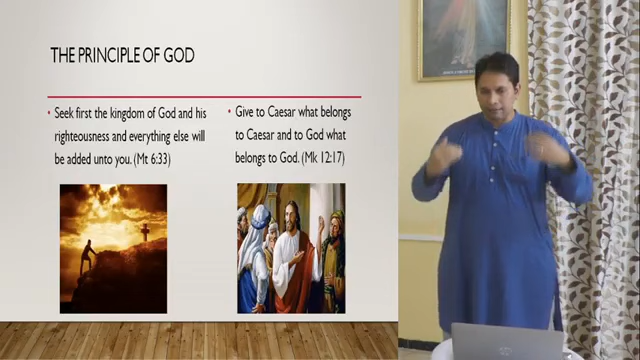 THE PRINCIPLE OF GOD
• Seek first the kingdom of God and his
righteousness and everything else will
be added unto you. (Mt 6:33)
• Give to Caesar what belongs
to Caesar and to God what
belongs to God. (Mk 12:17)